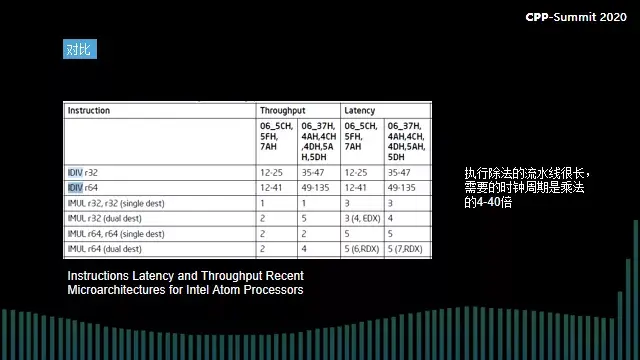 CPP-Summit 2020
对比
Instruction Throughput Latency
06_5CH, 06_37H, 06_5CH, 06_37H,
5FH, 4AH,4CH 5FH, 4AH,4CH,
7AH ,4DH,5A 7AH 4DH,5AH,
H,5DH 5DH
IDIV r32 12-25 35-47 12-25 35-47
IDIV r64 12-41 49-135 12-41 49-135
IMUL r32, r32 (single dest) 1 1 3 3
IMUL r32 (dual dest) 2 5 3 (4, EDX) 4
IMUL r64, r64 (single dest) 2 2 5 5
IMUL r64 (dual dest) 2 4 5 (6,RDX) 5 (7,RDX)
执行除法的流水线很长，
需要的时钟周期是乘法
的4-40倍
Instructions Latency and Throughput Recent
Microarchitectures for Intel Atom Processors